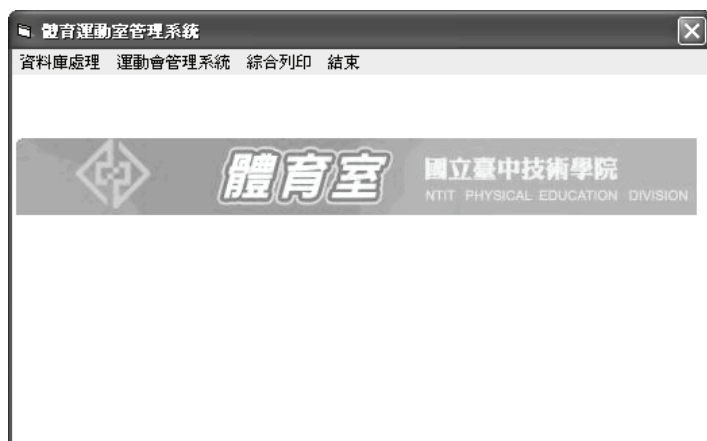 體育運動室管理系統
資料庫處理 運動會管理系統 綜合列印 結束
體育室
國立臺中技術學院
NTIT PHYSICAL EDUCATION DIVISION